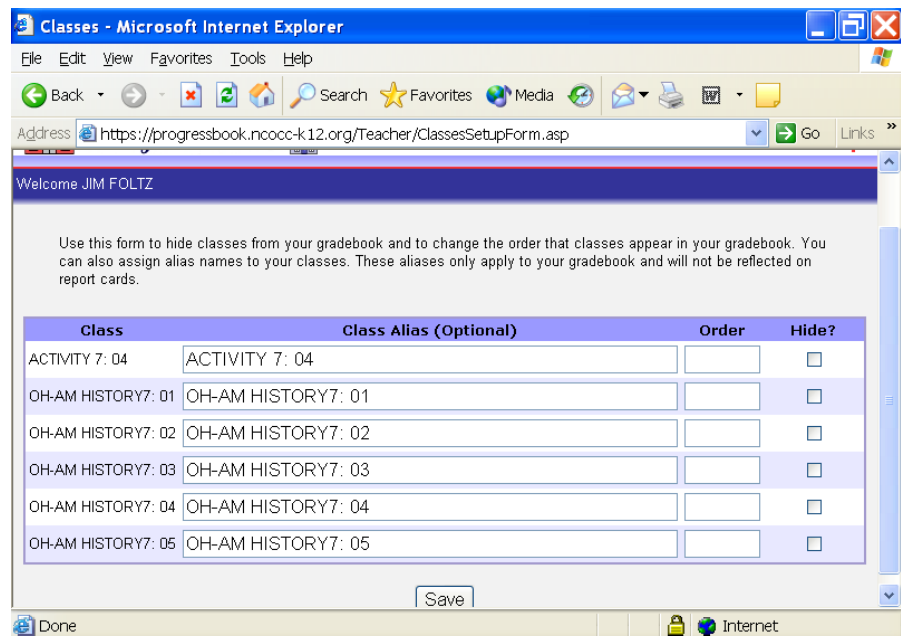 Classes - Microsoft Internet Explorer
File Edit View Favorites Tools Help
Back Search Favorites Media
Address https://progressbook.ncocc-k12.org/Teacher/ClassesSetupForm.asp Go Links »
Welcome JIM FOLTZ
Use this form to hide classes from your gradebook and to change the order that classes appear in your gradebook. You
can also assign alias names to your classes. These aliases only apply to your gradebook and will not be reflected on
report cards.
Class Class Alias (Optional) Order Hide?
ACTIVITY 7: 04 ACTIVITY 7: 04
OH-AM HISTORY7: 01 OH-AM HISTORY7: 01
OH-AM HISTORY7: 02 OH-AM HISTORY7: 02
OH-AM HISTORY7: 03 OH-AM HISTORY7: 03
OH-AM HISTORY7: 04 OH-AM HISTORY7: 04
OH-AM HISTORY7: 05 OH-AM HISTORY7: 05
Save
Done Internet